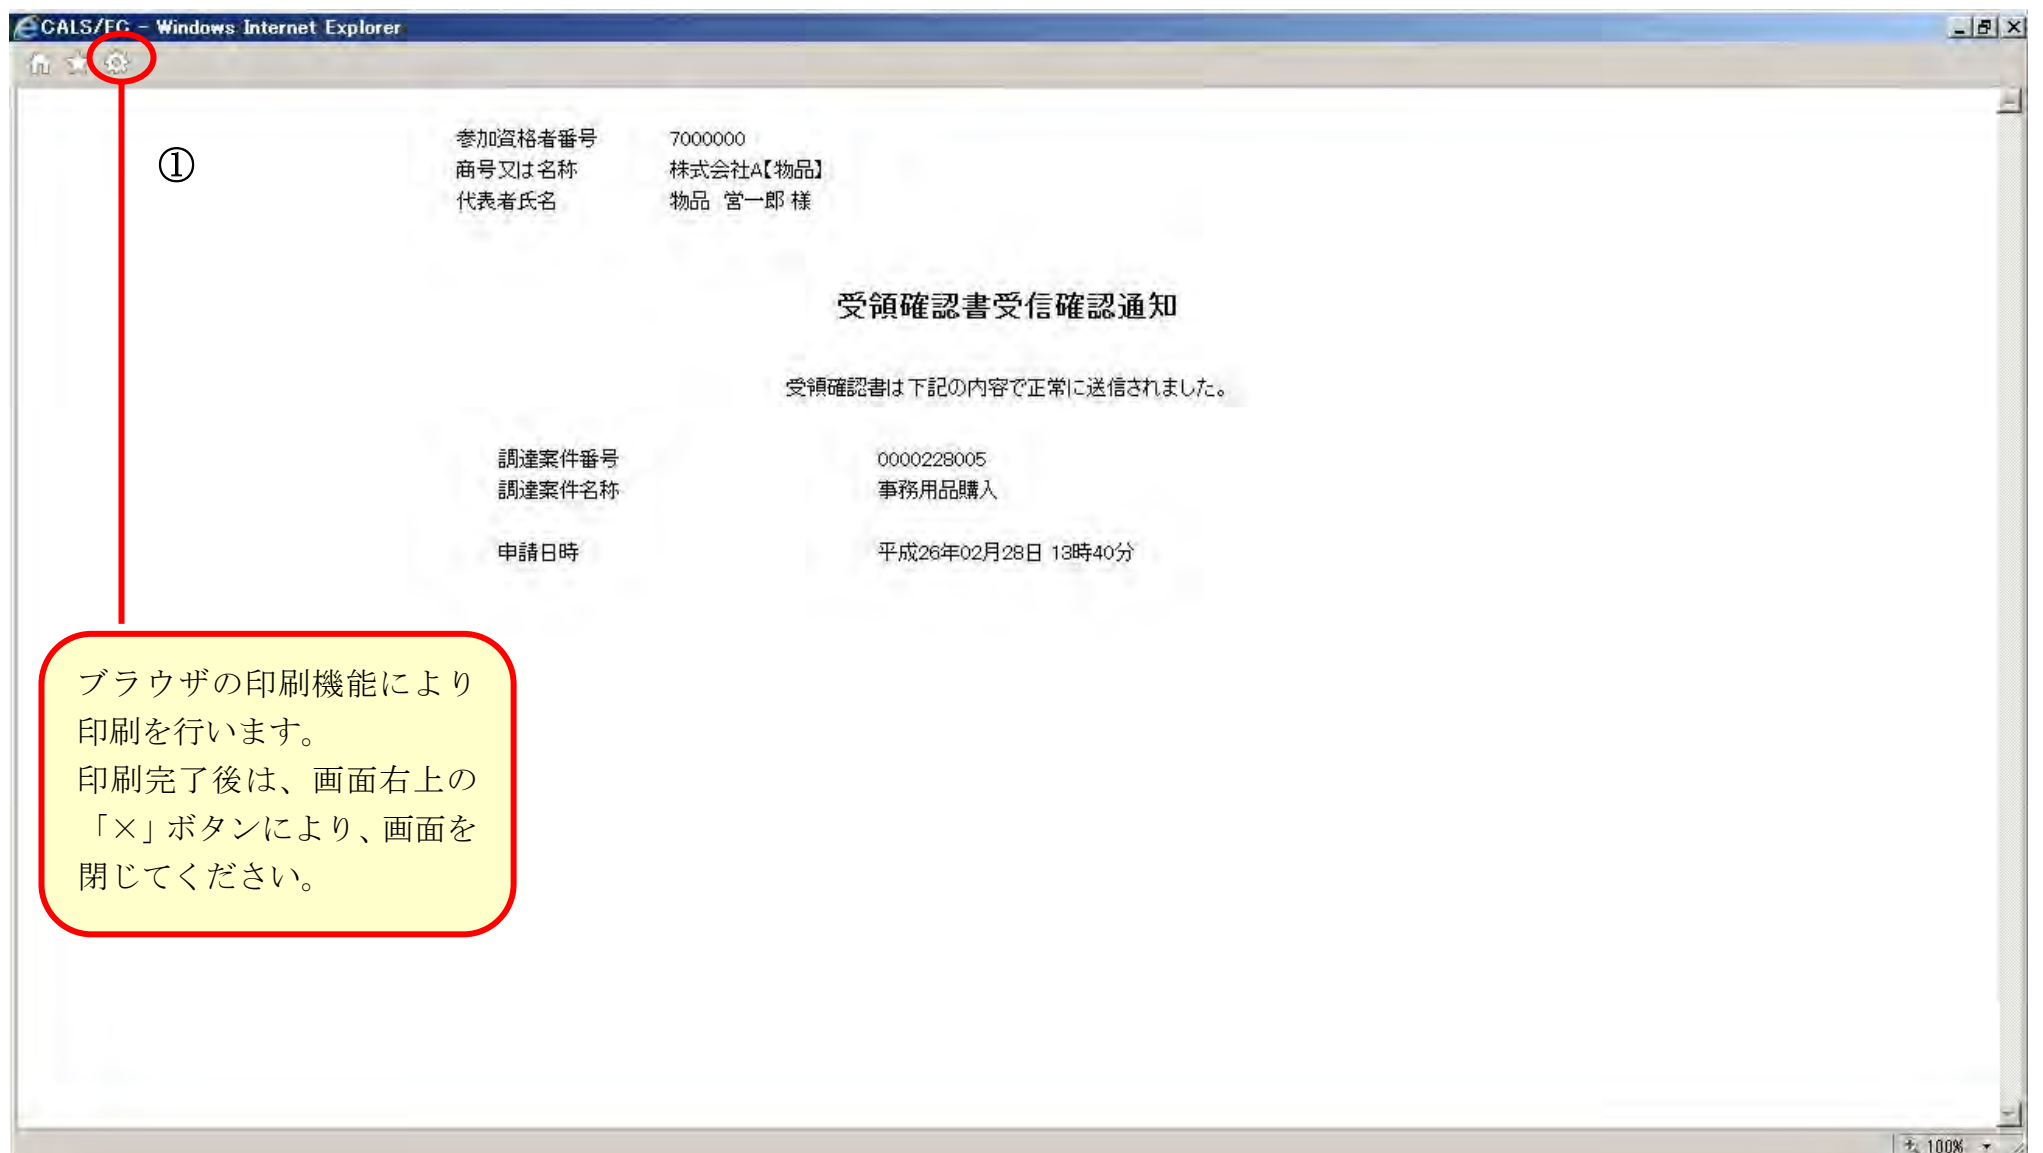 CALS/EC - Windows Internet Explorer
①
参加資格者番号 7000000
商号又は名称 株式会社A【物品】
代表者氏名 物品 営一郎 様
受領確認書受信確認通知
受領確認書は下記の内容で正常に送信されました。
調達案件番号 0000228005
調達案件名称 事務用品購入
申請日時 平成26年02月28日 13時40分
ブラウザの印刷機能により
印刷を行います。
印刷完了後は、画面右上の
「×」ボタンにより、画面を
閉じてください。
100%